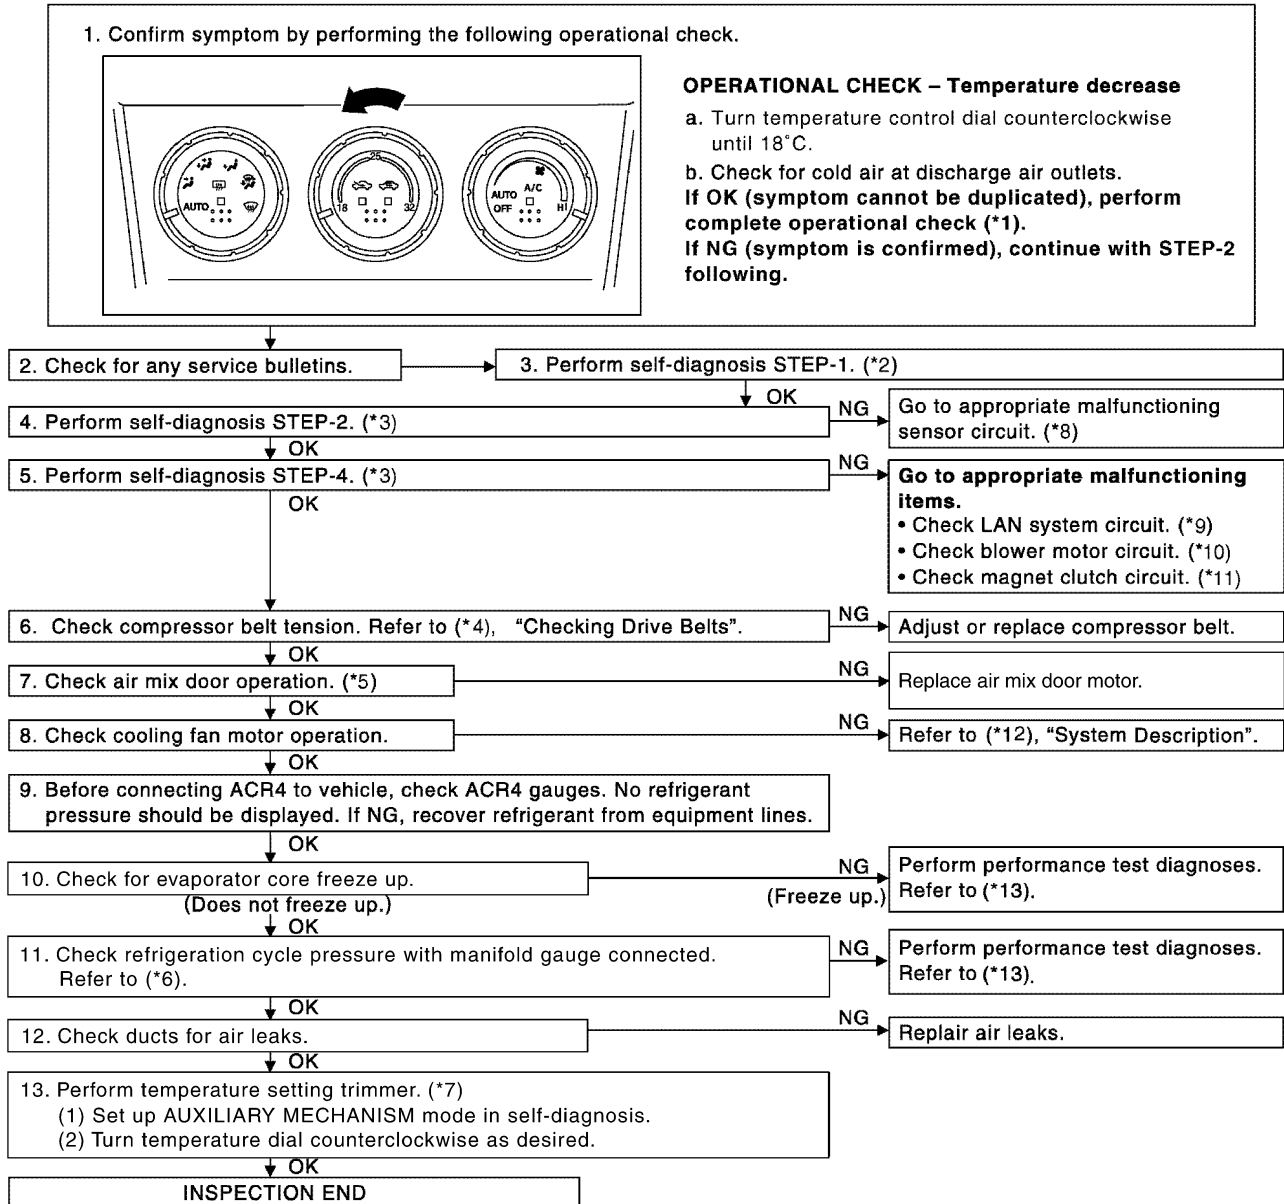 1. Confirm symptom by performing the following operational check.
AUTO
25
18
32
A/C
AUTO
OFF
HI
OPERATIONAL CHECK – Temperature decrease
a. Turn temperature control dial counterclockwise
until 18°C.
b. Check for cold air at discharge air outlets.
If OK (symptom cannot be duplicated), perform
complete operational check (*1).
If NG (symptom is confirmed), continue with STEP-2
following.
2. Check for any service bulletins.
3. Perform self-diagnosis STEP-1. (*2)
OK
4. Perform self-diagnosis STEP-2. (*3)
NG
Go to appropriate malfunctioning
sensor circuit. (*8)
OK
5. Perform self-diagnosis STEP-4. (*3)
NG
Go to appropriate malfunctioning
items.
• Check LAN system circuit. (*9)
• Check blower motor circuit. (*10)
• Check magnet clutch circuit. (*11)
OK
6. Check compressor belt tension. Refer to (*4), "Checking Drive Belts".
NG
Adjust or replace compressor belt.
OK
7. Check air mix door operation. (*5)
NG
Replace air mix door motor.
OK
8. Check cooling fan motor operation.
NG
Refer to (*12), "System Description".
OK
9. Before connecting ACR4 to vehicle, check ACR4 gauges. No refrigerant
pressure should be displayed. If NG, recover refrigerant from equipment lines.
OK
10. Check for evaporator core freeze up.
NG
(Freeze up.)
Perform performance test diagnoses.
Refer to (*13).
(Does not freeze up.)
OK
11. Check refrigeration cycle pressure with manifold gauge connected.
Refer to (*6).
NG
Perform performance test diagnoses.
Refer to (*13).
OK
12. Check ducts for air leaks.
NG
Replair air leaks.
OK
13. Perform temperature setting trimmer. (*7)
(1) Set up AUXILIARY MECHANISM mode in self-diagnosis.
(2) Turn temperature dial counterclockwise as desired.
OK
INSPECTION END